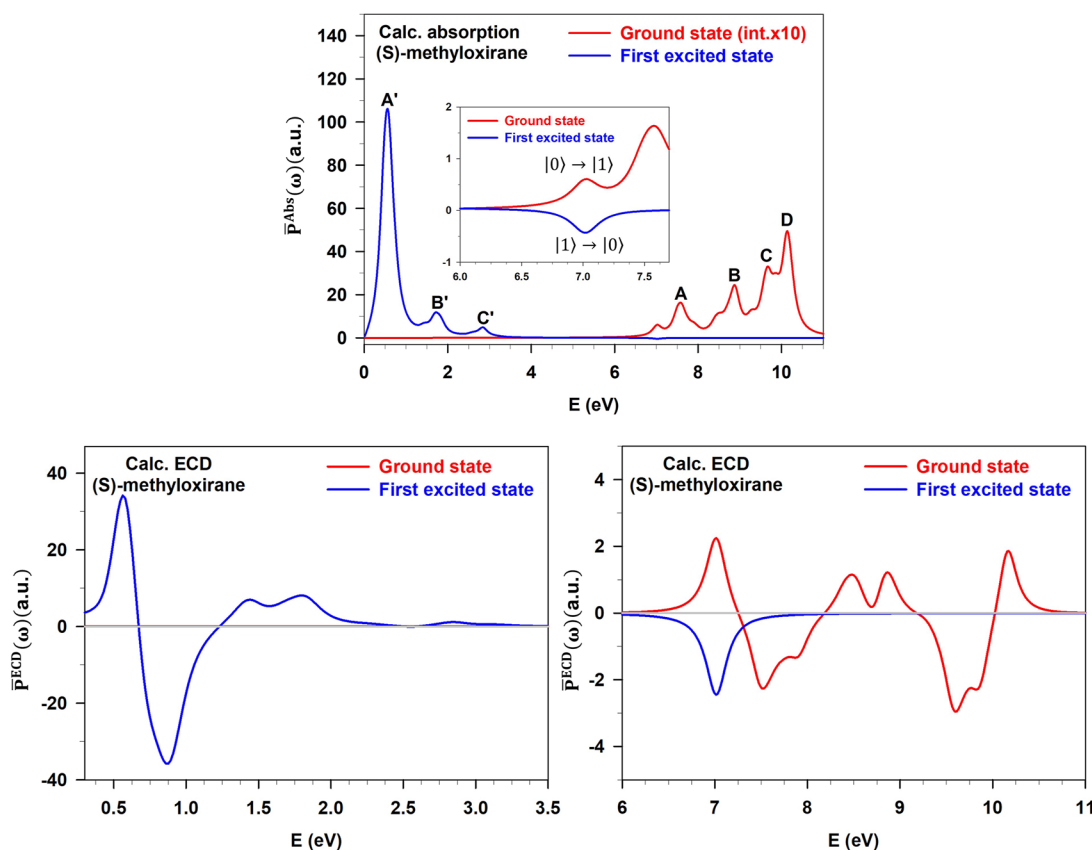 Calc. absorption
(S)-methyloxirane
Ground state (int.x10)
First excited state
P̅ᴬᵇˢ(ω)(a.u.)
140
120
100
80
60
40
20
0
A'
B'
C'
A
B
C
D
Ground state
First excited state
|0⟩ → |1⟩
|1⟩ → |0⟩
2
1
0
-1
6.0 6.5 7.0 7.5
0 2 4 6 8 10
E (eV)
Calc. ECD
(S)-methyloxirane
Ground state
First excited state
P̅ᴱᶜᴰ(ω)(a.u.)
40
20
0
-20
-40
0.5 1.0 1.5 2.0 2.5 3.0 3.5
E (eV)
Calc. ECD
(S)-methyloxirane
Ground state
First excited state
P̅ᴱᶜᴰ(ω)(a.u.)
4
2
0
-2
-4
6 7 8 9 10 11
E (eV)